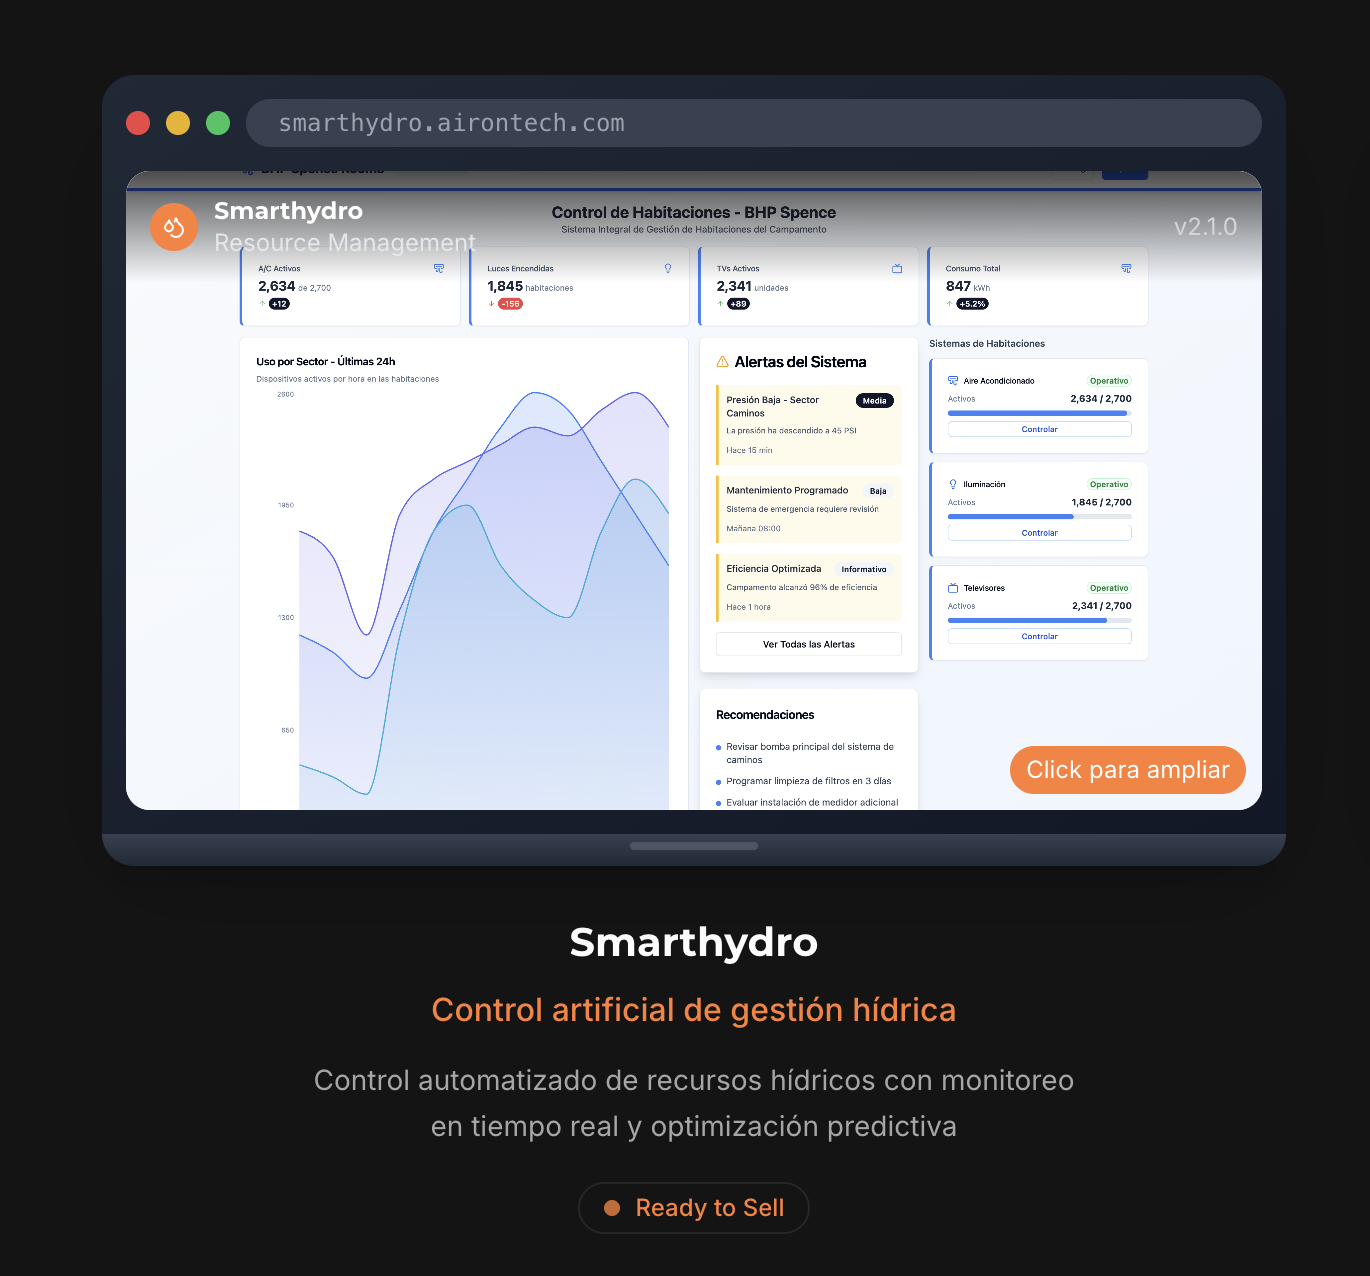 smarthydro.airontech.com
Smarthydro
Resource Management
v2.1.0
Control de Habitaciones - BHP Spence
Sistema Integral de Gestión de Habitaciones del Campamento
A/C Activos
2,634 de 2,700
+12
Luces Encendidas
1,845 habitaciones
-156
TVs Activos
2,341 unidades
+89
Consumo Total
847 kWh
+5.2%
Uso por Sector - Últimas 24h
Dispositivos activos por hora en las habitaciones
2600
1950
1300
650
Alertas del Sistema
Presión Baja - Sector
Caminos
Media
La presión ha descendido a 45 PSI
Hace 15 min
Mantenimiento Programado
Baja
Sistema de emergencia requiere revisión
Mañana 08:00
Eficiencia Optimizada
Informativo
Campamento alcanzó 96% de eficiencia
Hace 1 hora
Ver Todas las Alertas
Recomendaciones
Revisar bomba principal del sistema de
caminos
Programar limpieza de filtros en 3 días
Evaluar instalación de medidor adicional
Sistemas de Habitaciones
Aire Acondicionado
Operativo
Activos
2,634 / 2,700
Controlar
Iluminación
Operativo
Activos
1,845 / 2,700
Controlar
Televisores
Operativo
Activos
2,341 / 2,700
Controlar
Click para ampliar
Smarthydro
Control artificial de gestión hídrica
Control automatizado de recursos hídricos con monitoreo
en tiempo real y optimización predictiva
Ready to Sell